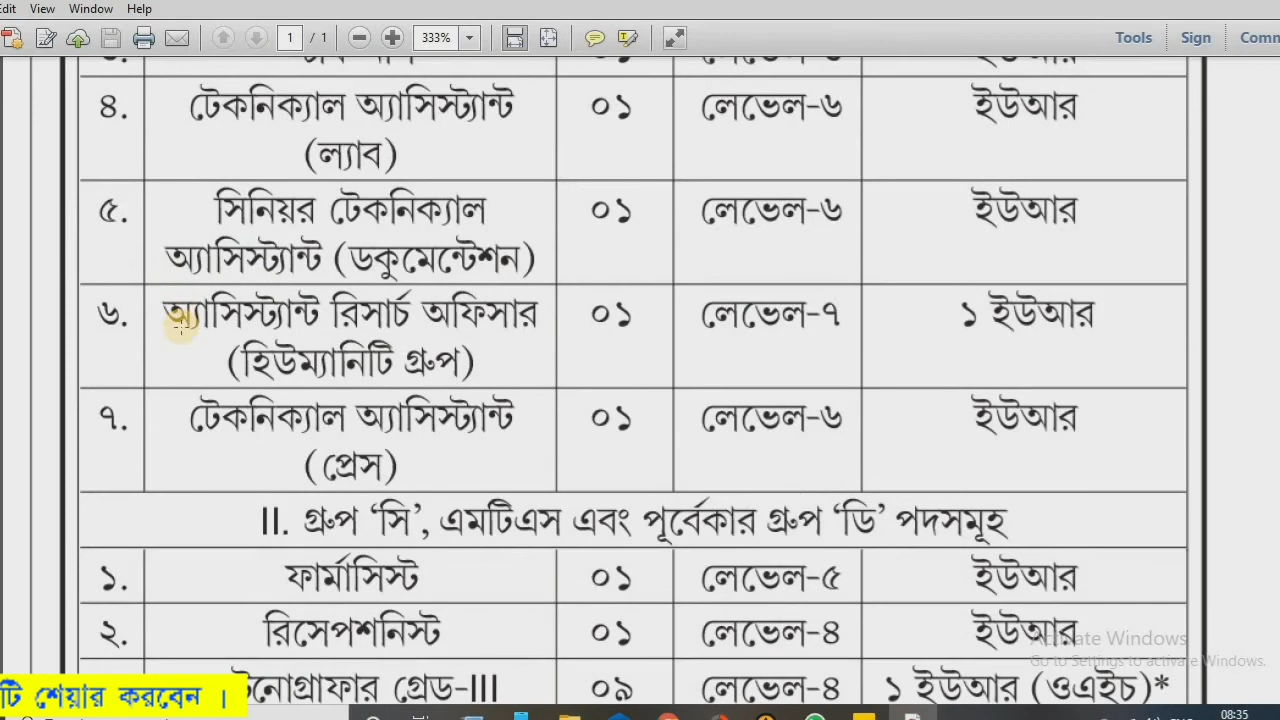 Edit View Window Help
1 / 1 333% Tools Sign
৪. টেকনিক্যাল অ্যাসিস্ট্যান্ট ০১ লেভেল-৬ ইউআর
(ল্যাব)
৫. সিনিয়র টেকনিক্যাল ০১ লেভেল-৬ ইউআর
অ্যাসিস্ট্যান্ট (ডকুমেন্টেশন)
৬. অ্যাসিস্ট্যান্ট রিসার্চ অফিসার ০১ লেভেল-৭ ১ ইউআর
(হিউম্যানিটি গ্রুপ)
৭. টেকনিক্যাল অ্যাসিস্ট্যান্ট ০১ লেভেল-৬ ইউআর
(প্রেস)
II. গ্রুপ ‘সি’, এমটিএস এবং পূর্বেকার গ্রুপ ‘ডি’ পদসমূহ
১. ফার্মাসিস্ট ০১ লেভেল-৫ ইউআর
২. রিসেপশনিস্ট ০১ লেভেল-৪ ইউআর
Activate Windows
Go to Settings to activate Windows.
টেনোগ্রাফার গ্রেড-III ০৯ লেভেল-৪ ১ ইউআর (ওএইচ)*
টি শেয়ার করবেন ।
08:35